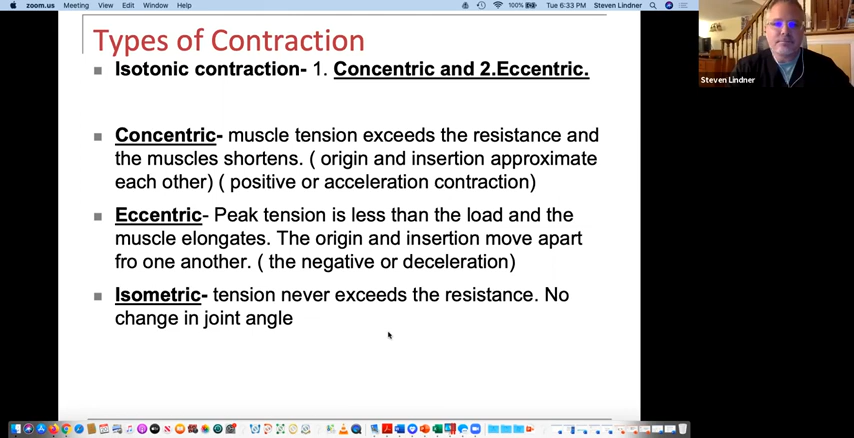 zoom.us Meeting View Edit Window Help 100% Tue 6:33 PM Steven Lindner
Types of Contraction
Isotonic contraction- 1. Concentric and 2.Eccentric.
Concentric- muscle tension exceeds the resistance and
the muscles shortens. ( origin and insertion approximate
each other) ( positive or acceleration contraction)
Eccentric- Peak tension is less than the load and the
muscle elongates. The origin and insertion move apart
fro one another. ( the negative or deceleration)
Isometric- tension never exceeds the resistance. No
change in joint angle
Steven Lindner